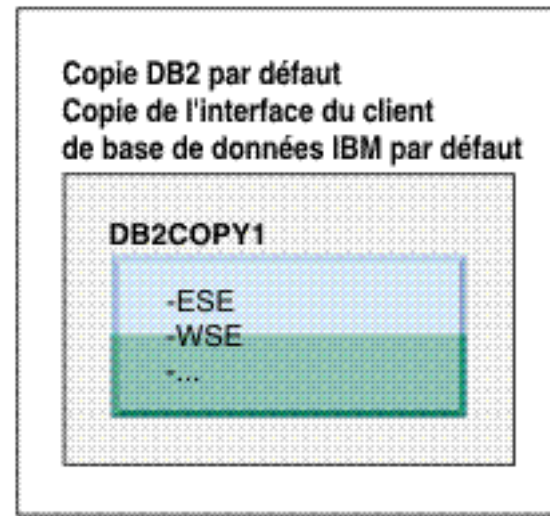 Copie DB2 par défaut
Copie de l'interface du client
de base de données IBM par défaut
DB2COPY1
-ESE
-WSE
-...